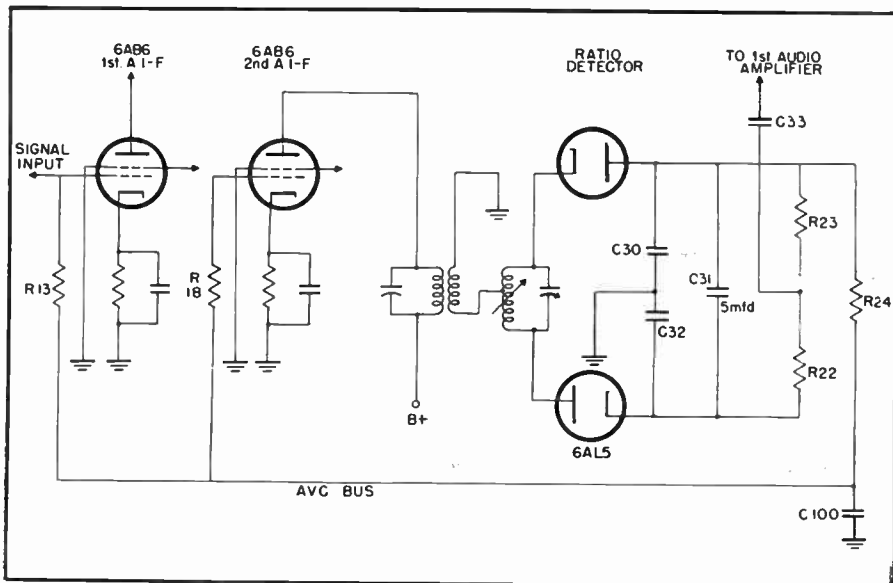 6AB6
1st. A I-F
6AB6
2nd A I-F
RATIO
DETECTOR
TO 1st AUDIO
AMPLIFIER
C33
SIGNAL
INPUT
R13
R
18
C30
C31
5mfd
C32
R23
R24
R22
B+
6AL5
AVC BUS
C100